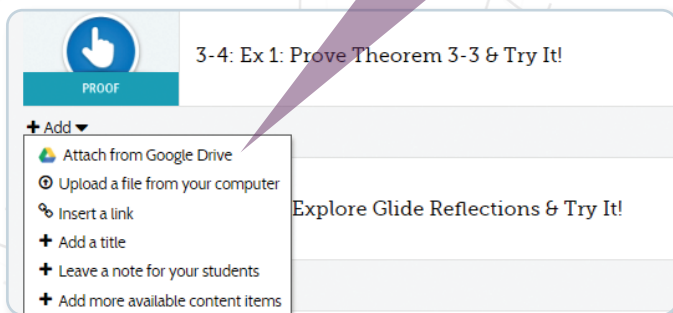 3-4: Ex 1: Prove Theorem 3-3 & Try It!
PROOF
+ Add ▾
Attach from Google Drive
Upload a file from your computer
Insert a link
Explore Glide Reflections & Try It!
+ Add a title
+ Leave a note for your students
+ Add more available content items